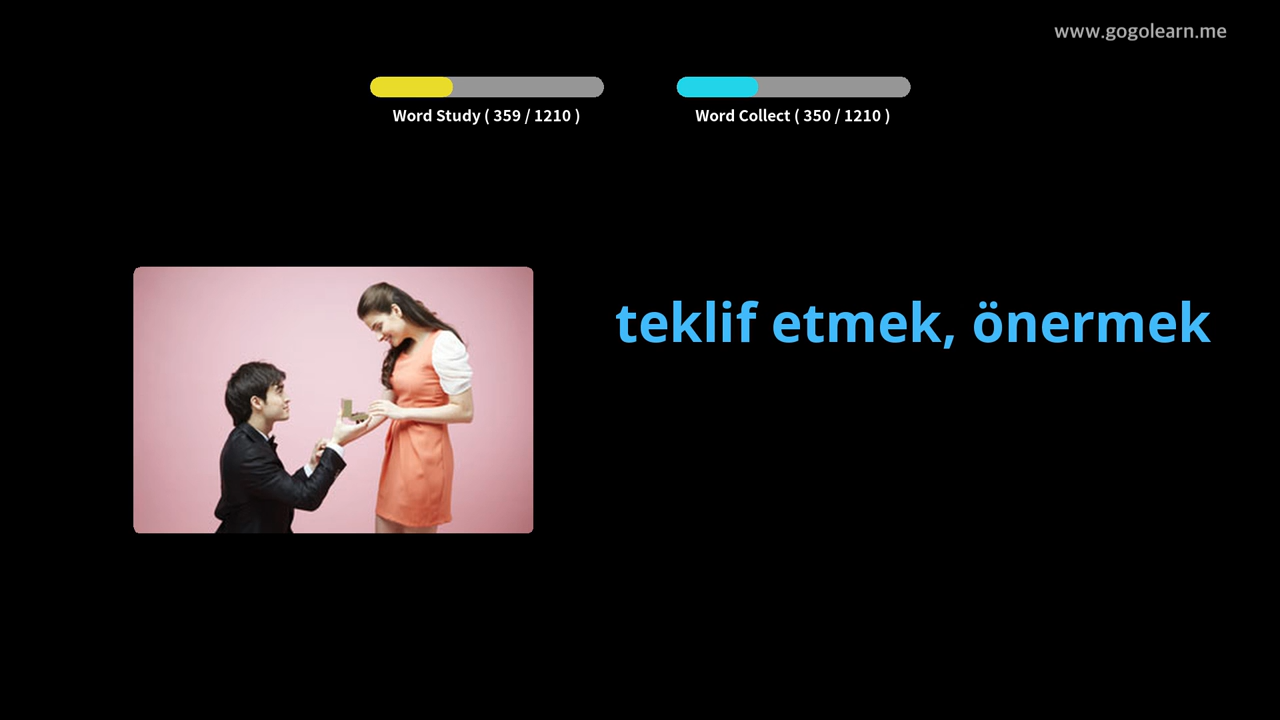 www.gogolearn.me
Word Study ( 359 / 1210 )
Word Collect ( 350 / 1210 )
teklif etmek, önermek